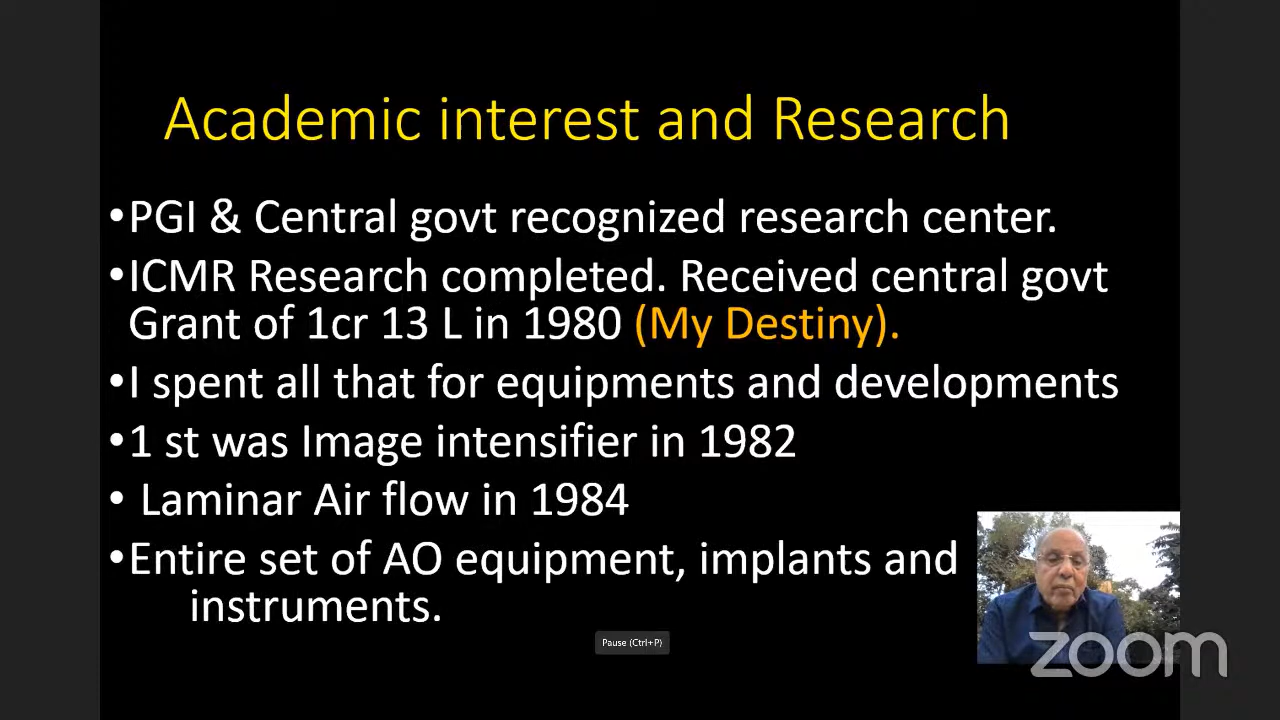 Academic interest and Research
•PGI & Central govt recognized research center.
•ICMR Research completed. Received central govt
Grant of 1cr 13 L in 1980 (My Destiny).
•I spent all that for equipments and developments
•1 st was Image intensifier in 1982
• Laminar Air flow in 1984
•Entire set of AO equipment, implants and
instruments.
Pause (Ctrl+P)
zoom